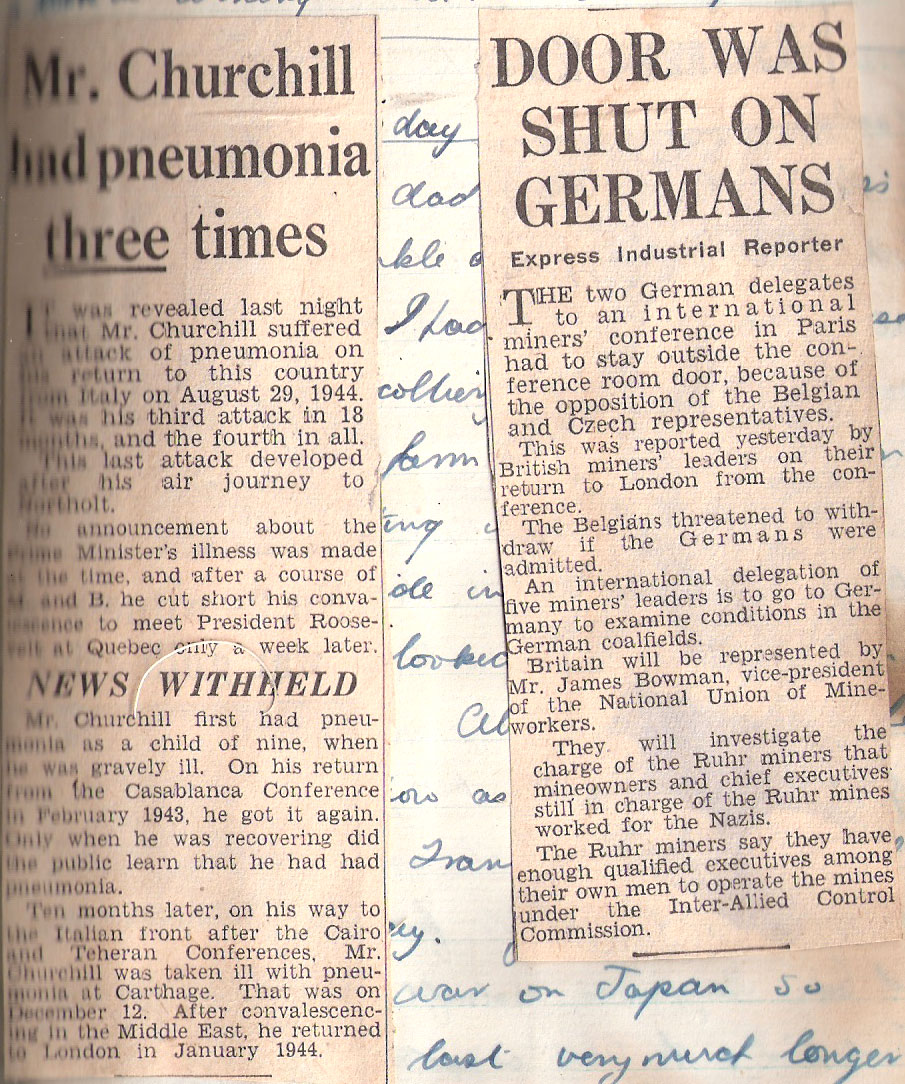 Mr. Churchill
had pneumonia
three times
IT was revealed last night
that Mr. Churchill suffered
an attack of pneumonia on
his return to this country
from Italy on August 29, 1944.
It was his third attack in 18
months, and the fourth in all.
This last attack developed
after his air journey to
Northolt.
No announcement about the
Prime Minister's illness was made
at the time, and after a course of
M. and B. he cut short his conva-
lescence to meet President Roose-
velt at Quebec only a week later.
NEWS WITHHELD
Mr. Churchill first had pneu-
monia as a child of nine, when
he was gravely ill. On his return
from the Casablanca Conference
in February 1943, he got it again.
Only when he was recovering did
the public learn that he had had
pneumonia.
Ten months later, on his way to
the Italian front after the Cairo
and Teheran Conferences, Mr.
Churchill was taken ill with pneu-
monia at Carthage. That was on
December 12. After convalescenc-
ing in the Middle East, he returned
to London in January 1944.
DOOR WAS
SHUT ON
GERMANS
Express Industrial Reporter
THE two German delegates
to an international
miners' conference in Paris
had to stay outside the con-
ference room door, because of
the opposition of the Belgian
and Czech representatives.
This was reported yesterday by
British miners' leaders on their
return to London from the con-
ference.
The Belgians threatened to with-
draw if the Germans were
admitted.
An international delegation of
five miners' leaders is to go to Ger-
many to examine conditions in the
German coalfields.
Britain will be represented by
Mr. James Bowman, vice-president
of the National Union of Mine-
workers.
They will investigate the
charge of the Ruhr miners that
mineowners and chief executives
still in charge of the Ruhr mines
worked for the Nazis.
The Ruhr miners say they have
enough qualified executives among
their own men to operate the mines
under the Inter-Allied Control
Commission.
day
dad
I had
looked
war on Japan so
last very much longer